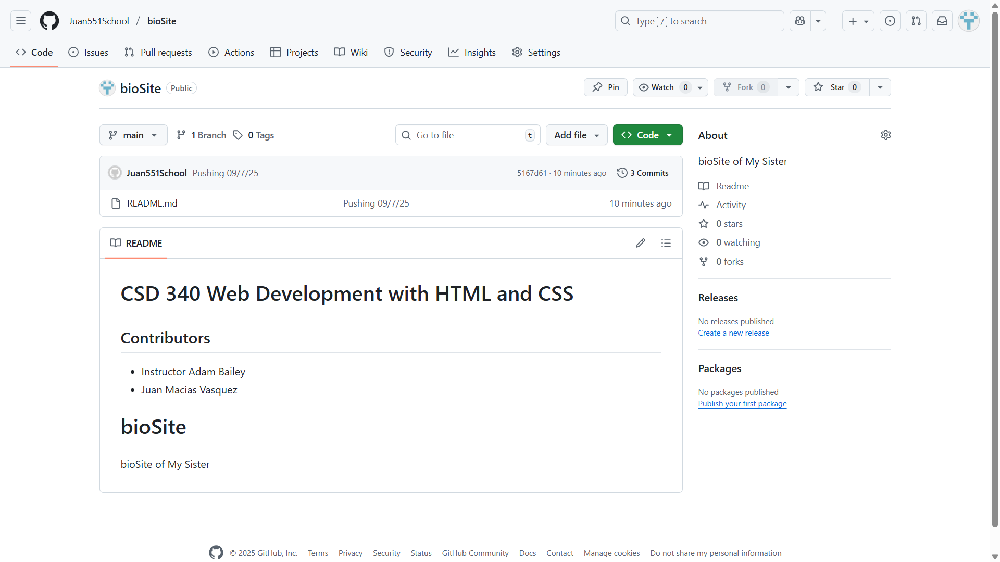 Juan551School / bioSite
Type / to search
Code Issues Pull requests Actions Projects Wiki Security Insights Settings
bioSite Public
Pin Watch 0 Fork 0 Star 0
main 1 Branch 0 Tags Go to file t Add file Code
Juan551School Pushing 09/7/25 5167d61 · 10 minutes ago 3 Commits
README.md Pushing 09/7/25 10 minutes ago
README
CSD 340 Web Development with HTML and CSS
Contributors
• Instructor Adam Bailey
• Juan Macias Vasquez
bioSite
bioSite of My Sister
About
bioSite of My Sister
Readme
Activity
0 stars
0 watching
0 forks
Releases
No releases published
Create a new release
Packages
No packages published
Publish your first package
© 2025 GitHub, Inc. Terms Privacy Security Status GitHub Community Docs Contact Manage cookies Do not share my personal information